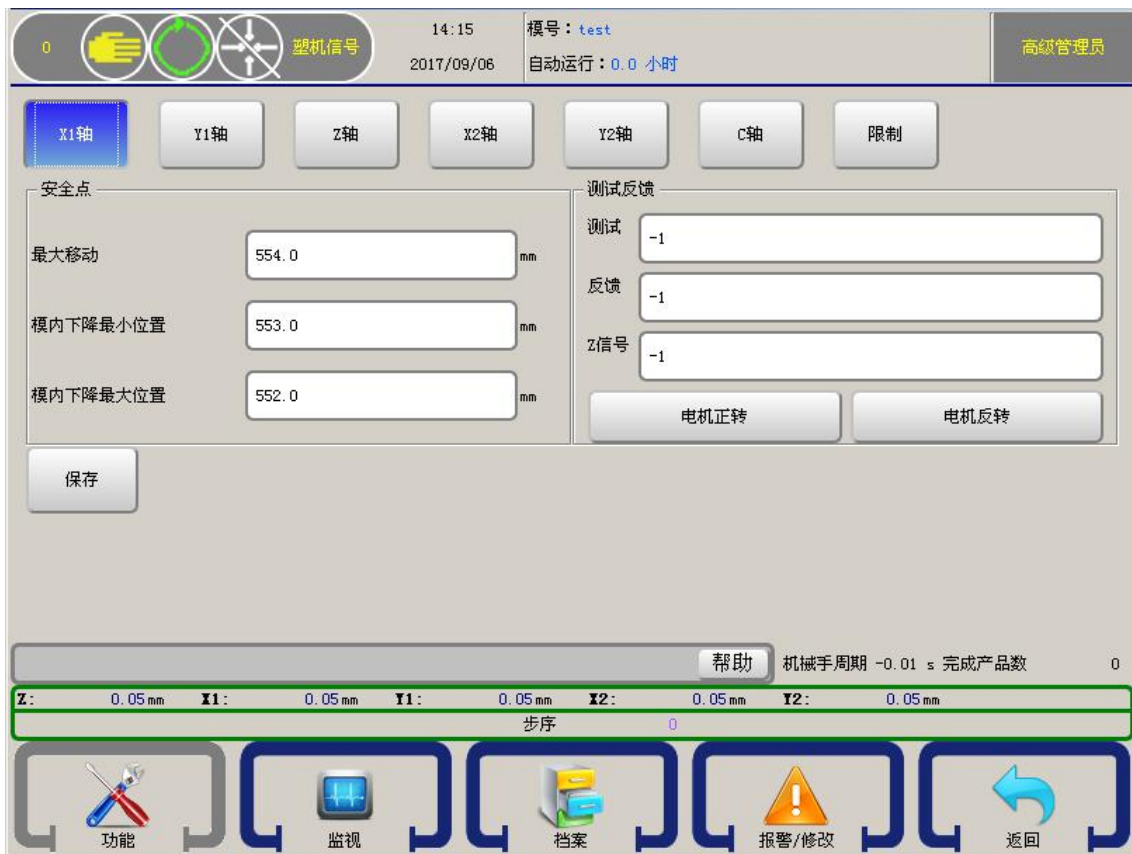 0 塑机信号 14:15 模号：test 高级管理员
2017/09/06 自动运行：0.0 小时
X1轴 Y1轴 Z轴 X2轴 Y2轴 C轴 限制
安全点
最大移动 554.0 mm
模内下降最小位置 553.0 mm
模内下降最大位置 552.0 mm
测试反馈
测试 -1
反馈 -1
Z信号 -1
电机正转 电机反转
保存
帮助 机械手周期 -0.01 s 完成产品数 0
Z: 0.05mm X1: 0.05mm Y1: 0.05mm X2: 0.05mm Y2: 0.05mm
步序 0
功能 监视 档案 报警/修改 返回